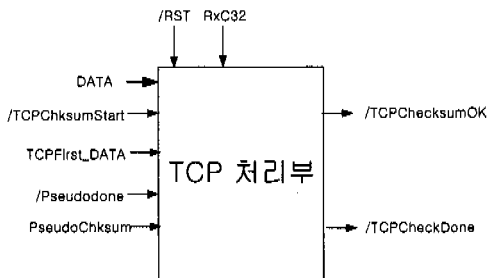 /RST RxC32
DATA
/TCPChksumStart
/TCPChecksumOK
TCPFirst_DATA
TCP 처리부
/Pseudodone
PseudoChksum
/TCPCheckDone